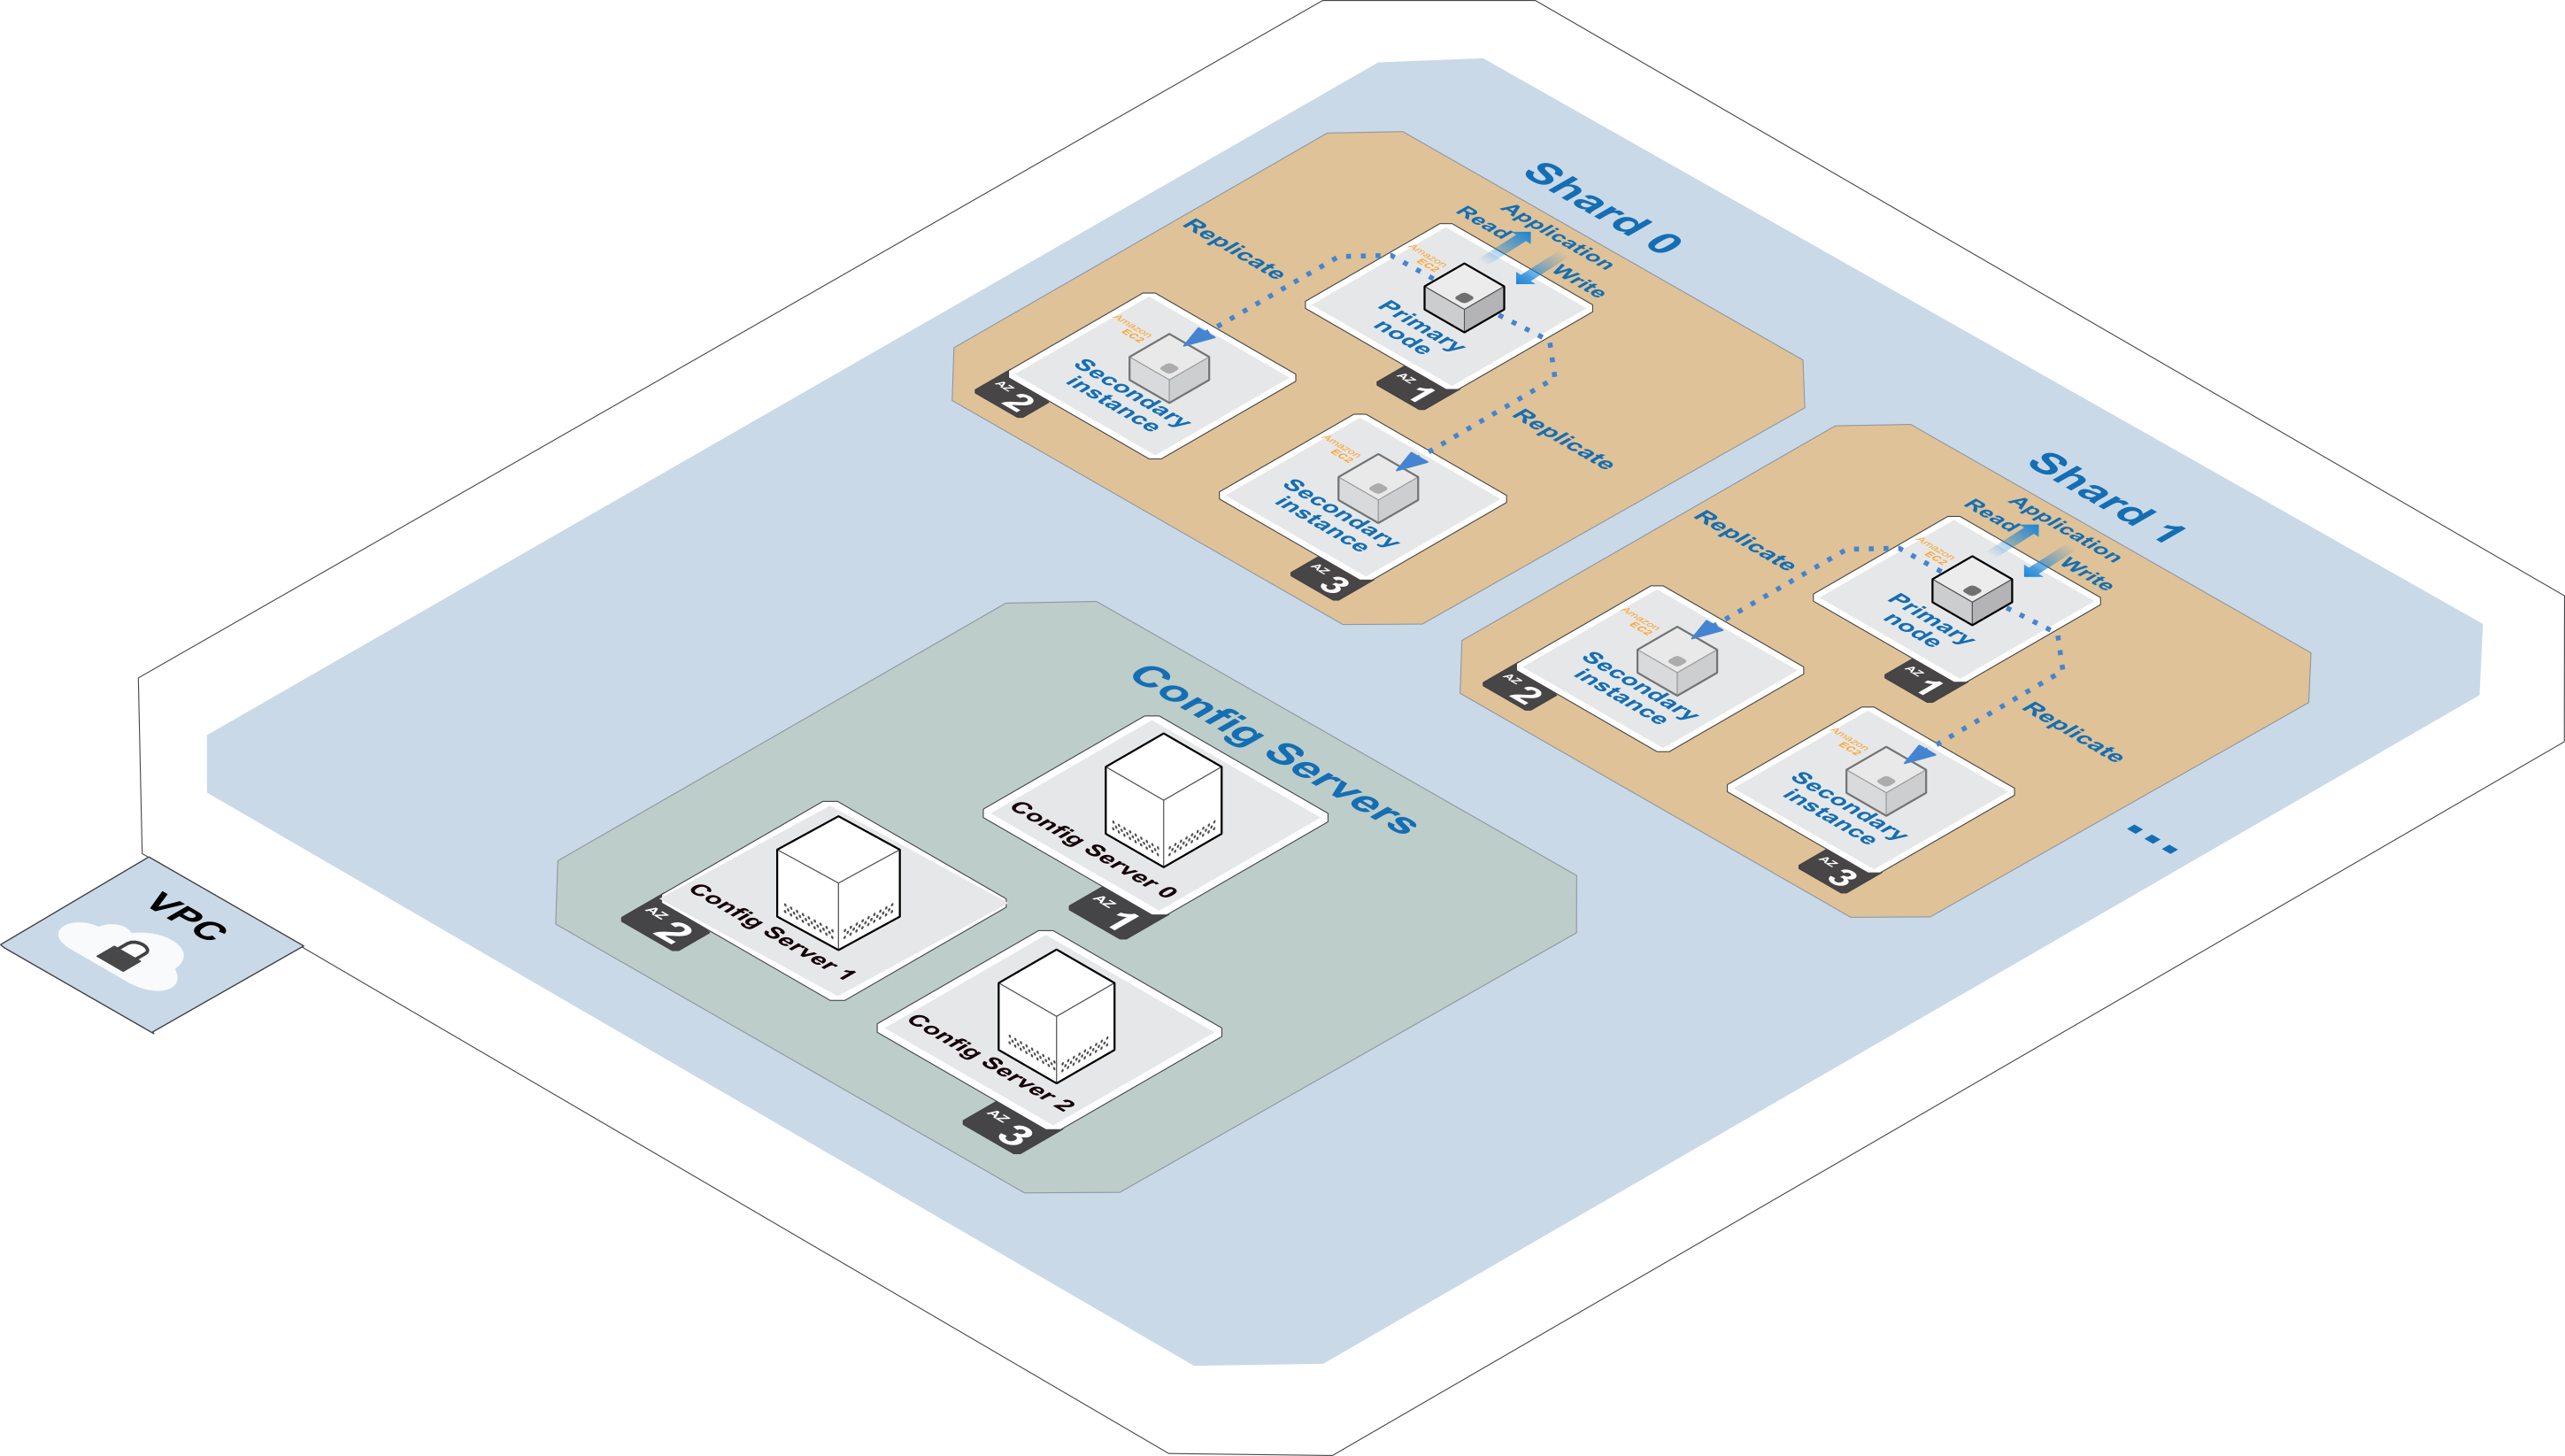 Shard 0
Application
Read
Write
Replicate
Amazon
EC2
Primary
node
AZ 1
Amazon
EC2
Secondary
instance
AZ 2
Replicate
Amazon
EC2
Secondary
instance
AZ 3
Shard 1
Application
Read
Write
Replicate
Amazon
EC2
Primary
node
AZ 1
Amazon
EC2
Secondary
instance
AZ 2
Replicate
Amazon
EC2
Secondary
instance
AZ 3
...
Config Servers
Config Server 0
AZ 1
Config Server 1
AZ 2
Config Server 2
AZ 3
VPC